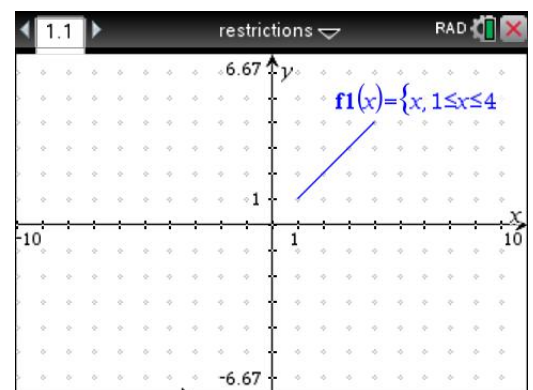 1.1 restrictions RAD
6.67 y
f1(x)={x, 1≤x≤4
1
x
-10 1 10
-6.67